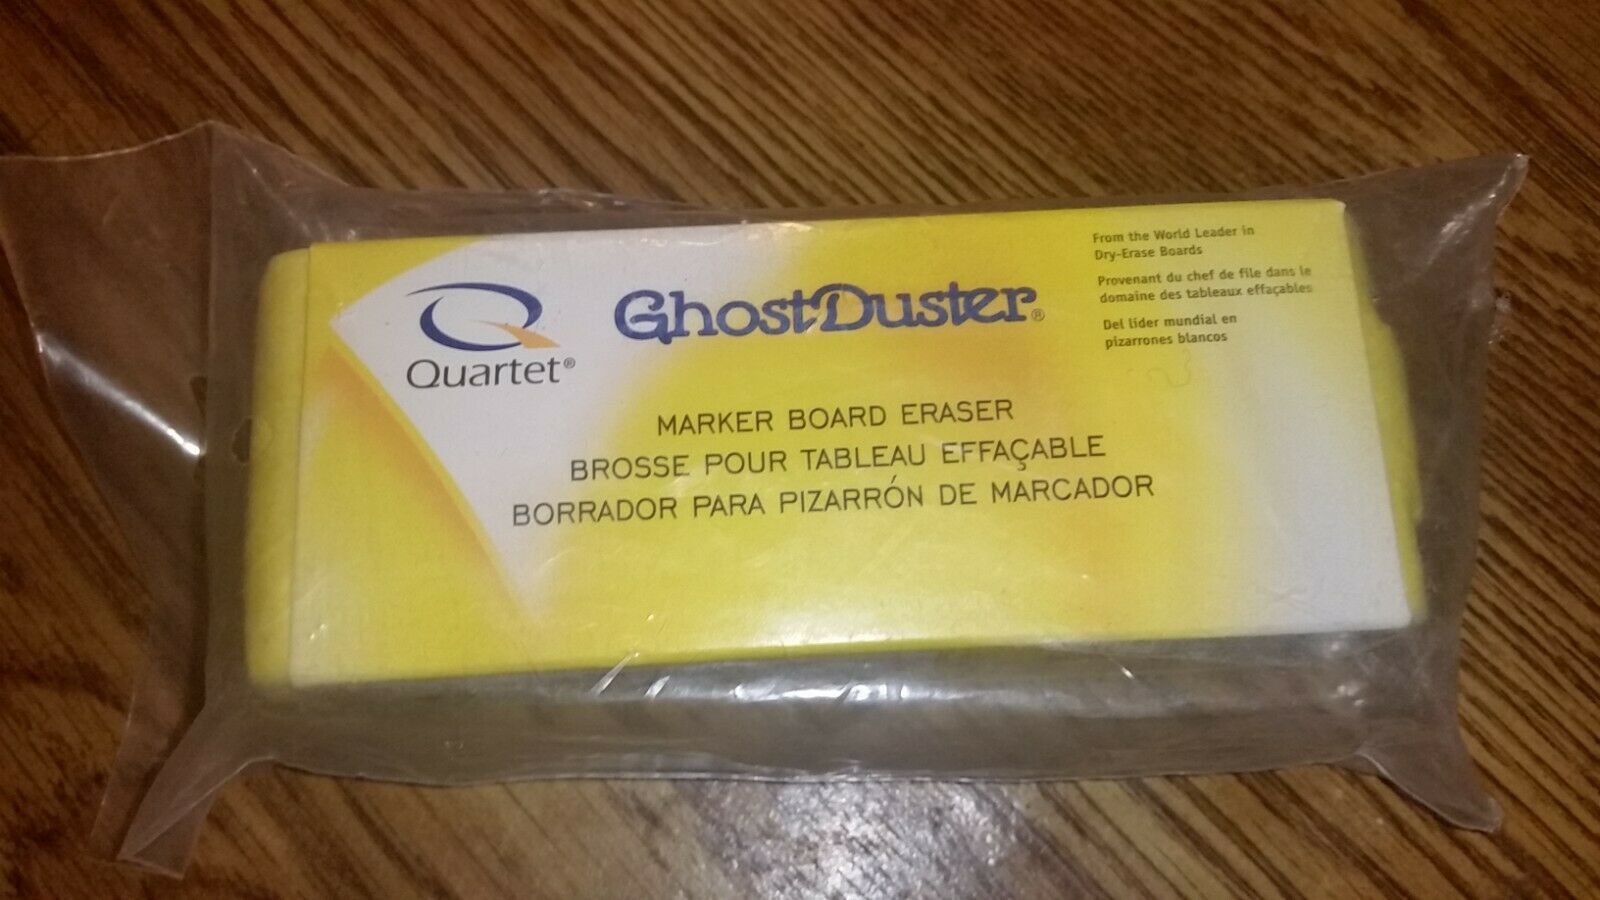 Quartet®
GhostDuster®
From the World Leader in
Dry-Erase Boards
Provenant du chef de file dans le
domaine des tableaux effaçables
Del líder mundial en
pizarrones blancos
MARKER BOARD ERASER
BROSSE POUR TABLEAU EFFAÇABLE
BORRADOR PARA PIZARRÓN DE MARCADOR